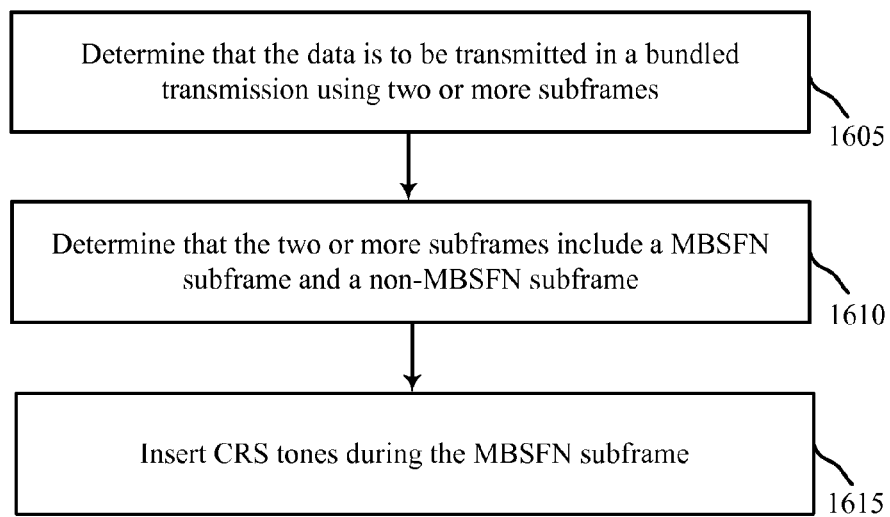 Determine that the data is to be transmitted in a bundled
transmission using two or more subframes
1605
Determine that the two or more subframes include a MBSFN
subframe and a non-MBSFN subframe
1610
Insert CRS tones during the MBSFN subframe
1615